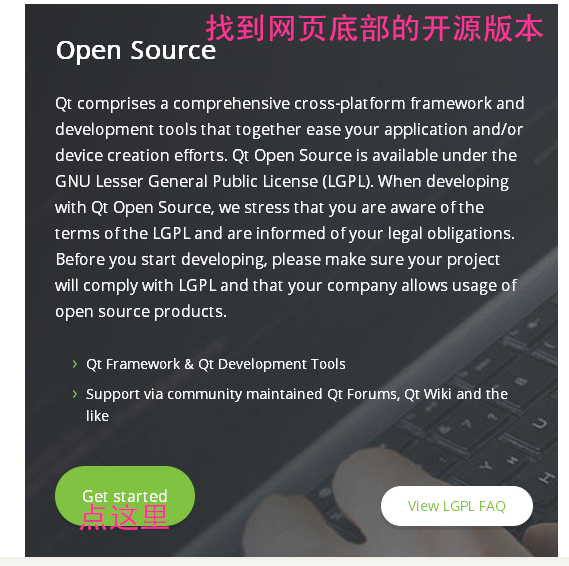 找到网页底部的开源版本
Open Source
Qt comprises a comprehensive cross-platform framework and
development tools that together ease your application and/or
device creation efforts. Qt Open Source is available under the
GNU Lesser General Public License (LGPL). When developing
with Qt Open Source, we stress that you are aware of the
terms of the LGPL and are informed of your legal obligations.
Before you start developing, please make sure your project
will comply with LGPL and that your company allows usage of
open source products.
› Qt Framework & Qt Development Tools
› Support via community maintained Qt Forums, Qt Wiki and the
like
Get started
点这里
View LGPL FAQ